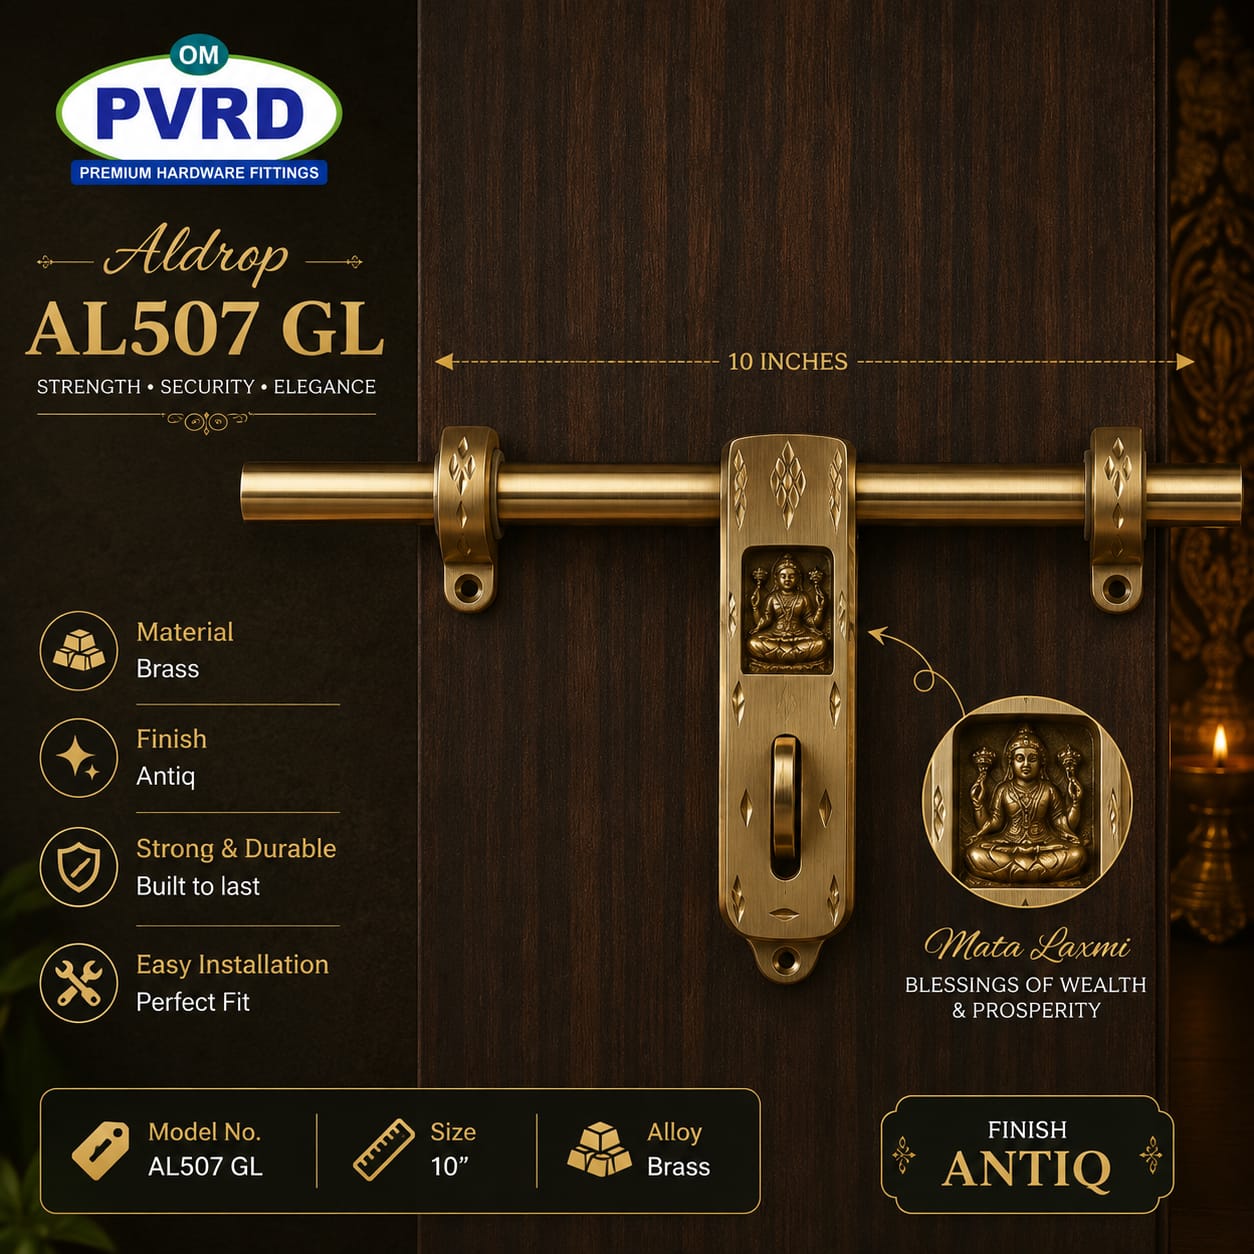 OM
PVRD
PREMIUM HARDWARE FITTINGS
Aldrop
AL507 GL
STRENGTH • SECURITY • ELEGANCE
10 INCHES
Material
Brass
Finish
Antiq
Strong & Durable
Built to last
Easy Installation
Perfect Fit
Mata Laxmi
BLESSINGS OF WEALTH
& PROSPERITY
Model No.
AL507 GL
Size
10”
Alloy
Brass
FINISH
ANTIQ